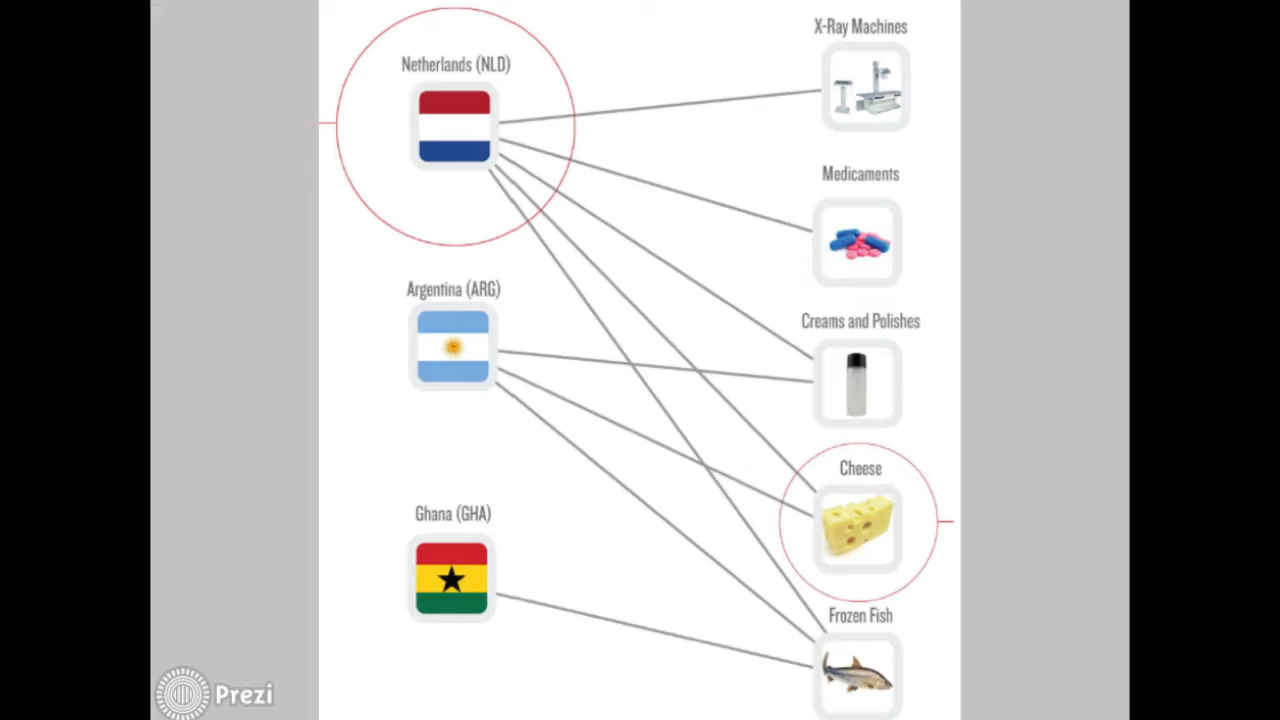 X-Ray Machines
Netherlands (NLD)
Medicaments
Argentina (ARG)
Creams and Polishes
Cheese
Ghana (GHA)
Frozen Fish
Prezi